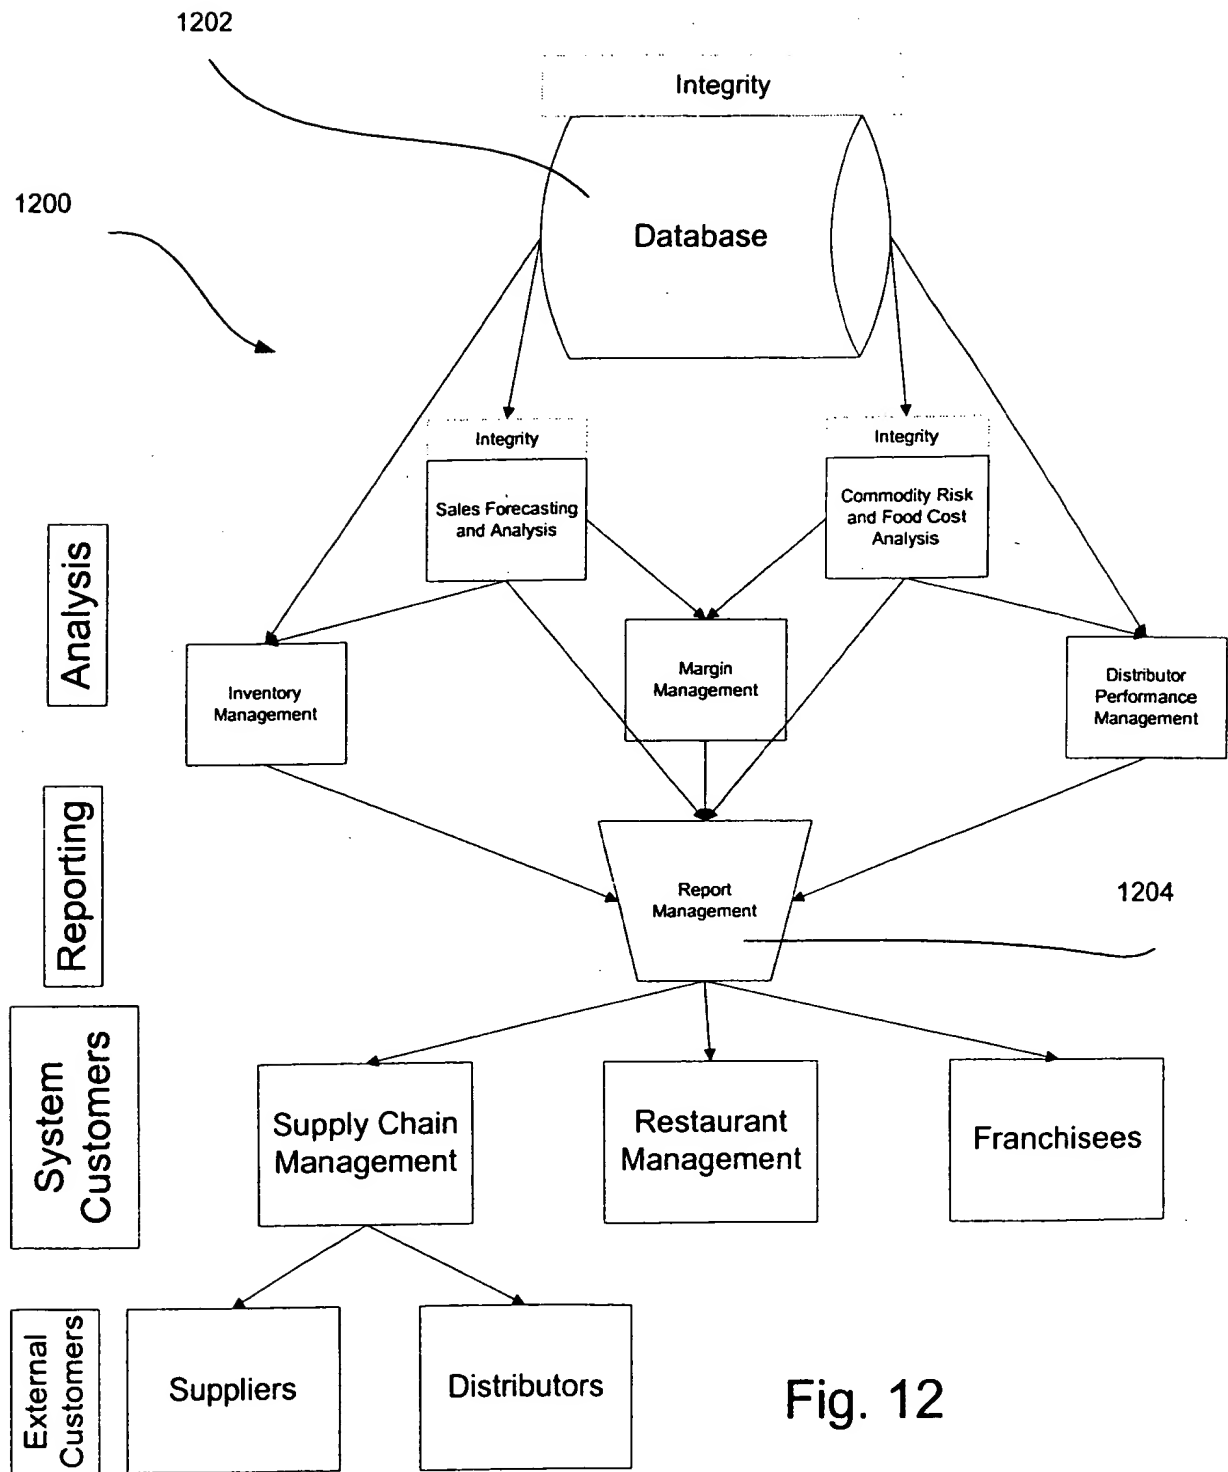 1202
Integrity
1200
Database
Integrity
Integrity
Sales Forecasting
and Analysis
Commodity Risk
and Food Cost
Analysis
Analysis
Inventory
Management
Margin
Management
Distributor
Performance
Management
Reporting
Report
Management
1204
System
Customers
Supply Chain
Management
Restaurant
Management
Franchisees
External
Customers
Suppliers
Distributors
Fig. 12